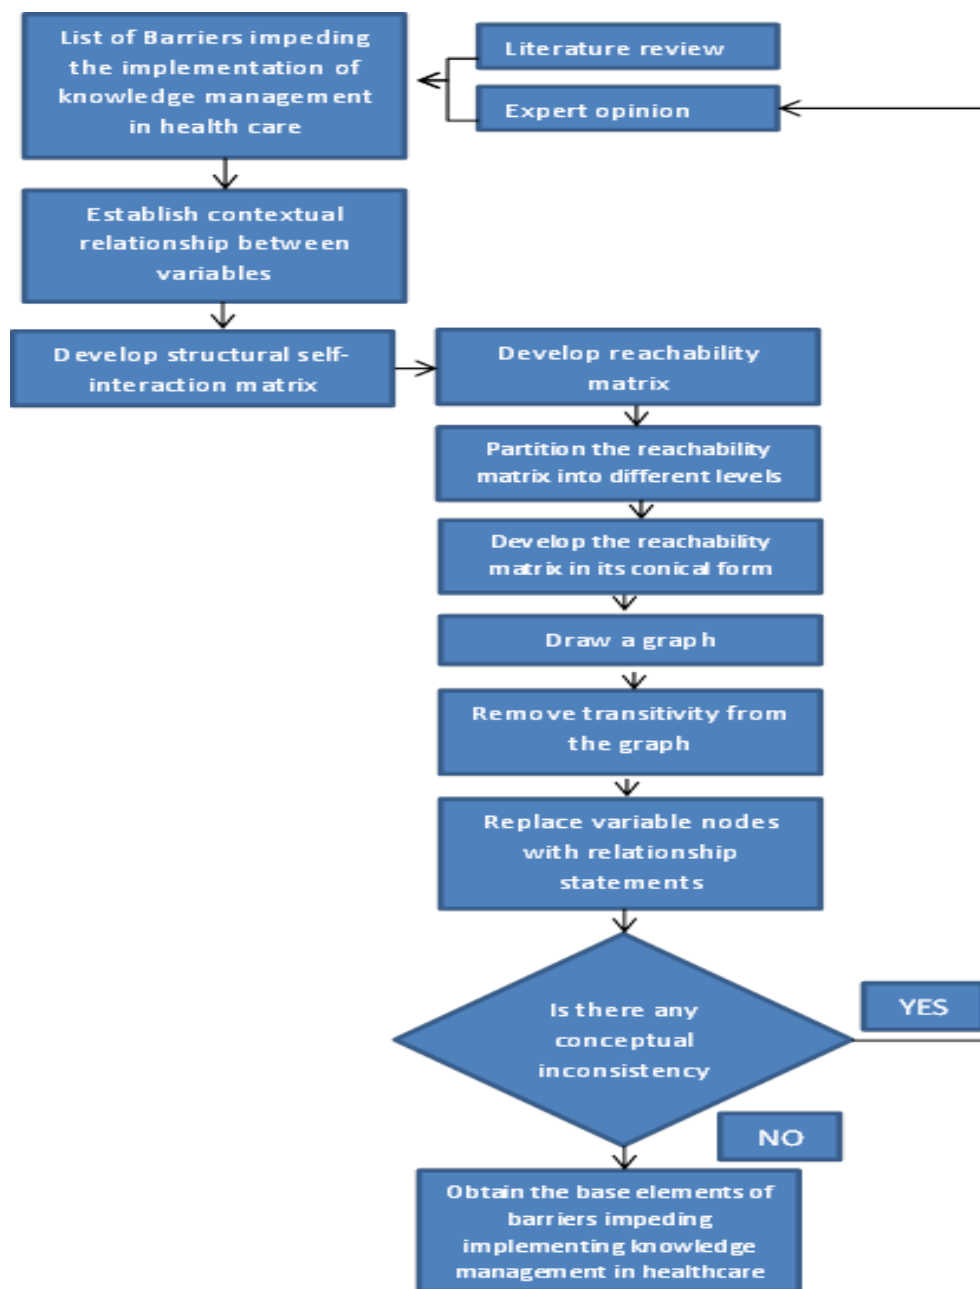 List of Barriers impeding
the implementation of
knowledge management
in health care
Literature review
Expert opinion
Establish contextual
relationship between
variables
Develop structural self-
interaction matrix
Develop reachability
matrix
Partition the reachability
matrix into different levels
Develop the reachability
matrix in its conical form
Draw a graph
Remove transitivity from
the graph
Replace variable nodes
with relationship
statements
Is there any
conceptual
inconsistency
YES
NO
Obtain the base elements of
barriers impeding
implementing knowledge
management in healthcare